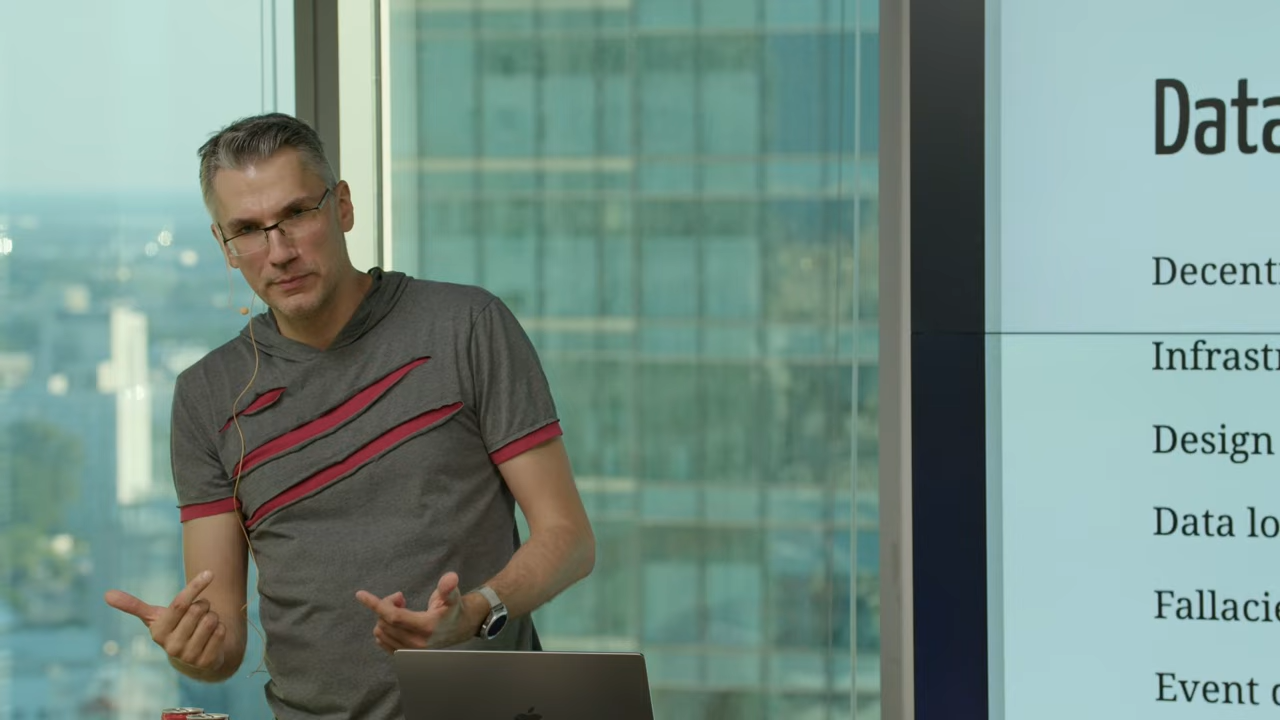 Data
Decent
Infrast
Design
Data lo
Fallacie
Event